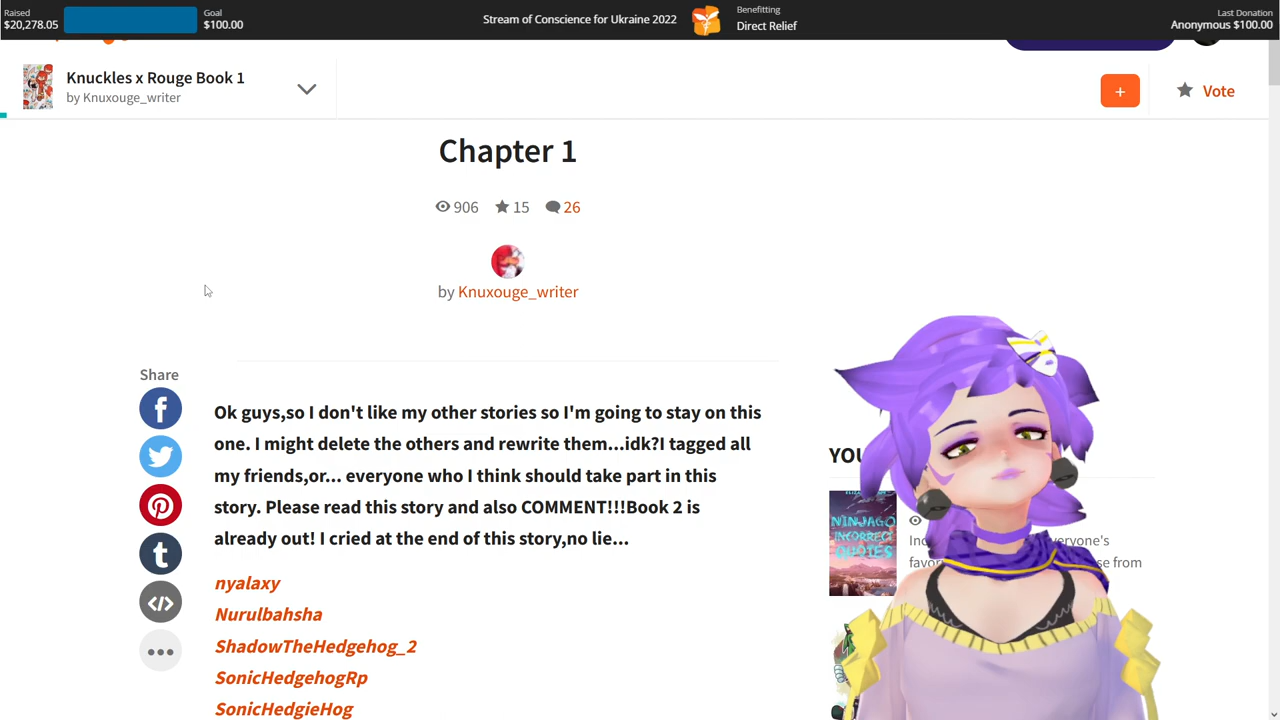 Raised
$20,278.05
Goal
$100.00
Stream of Conscience for Ukraine 2022
Benefitting
Direct Relief
Last Donation
Anonymous $100.00
Knuckles x Rouge Book 1
by Knuxouge_writer
+
Vote
Chapter 1
906 15 26
by Knuxouge_writer
Share
Ok guys,so I don't like my other stories so I'm going to stay on this
one. I might delete the others and rewrite them...idk?I tagged all
my friends,or... everyone who I think should take part in this
story. Please read this story and also COMMENT!!!Book 2 is
already out! I cried at the end of this story,no lie...
nyalaxy
Nurulbahsha
ShadowTheHedgehog_2
SonicHedgehogRp
SonicHedgieHog
YOU
NINJAGO
INCORRECT
QUOTES